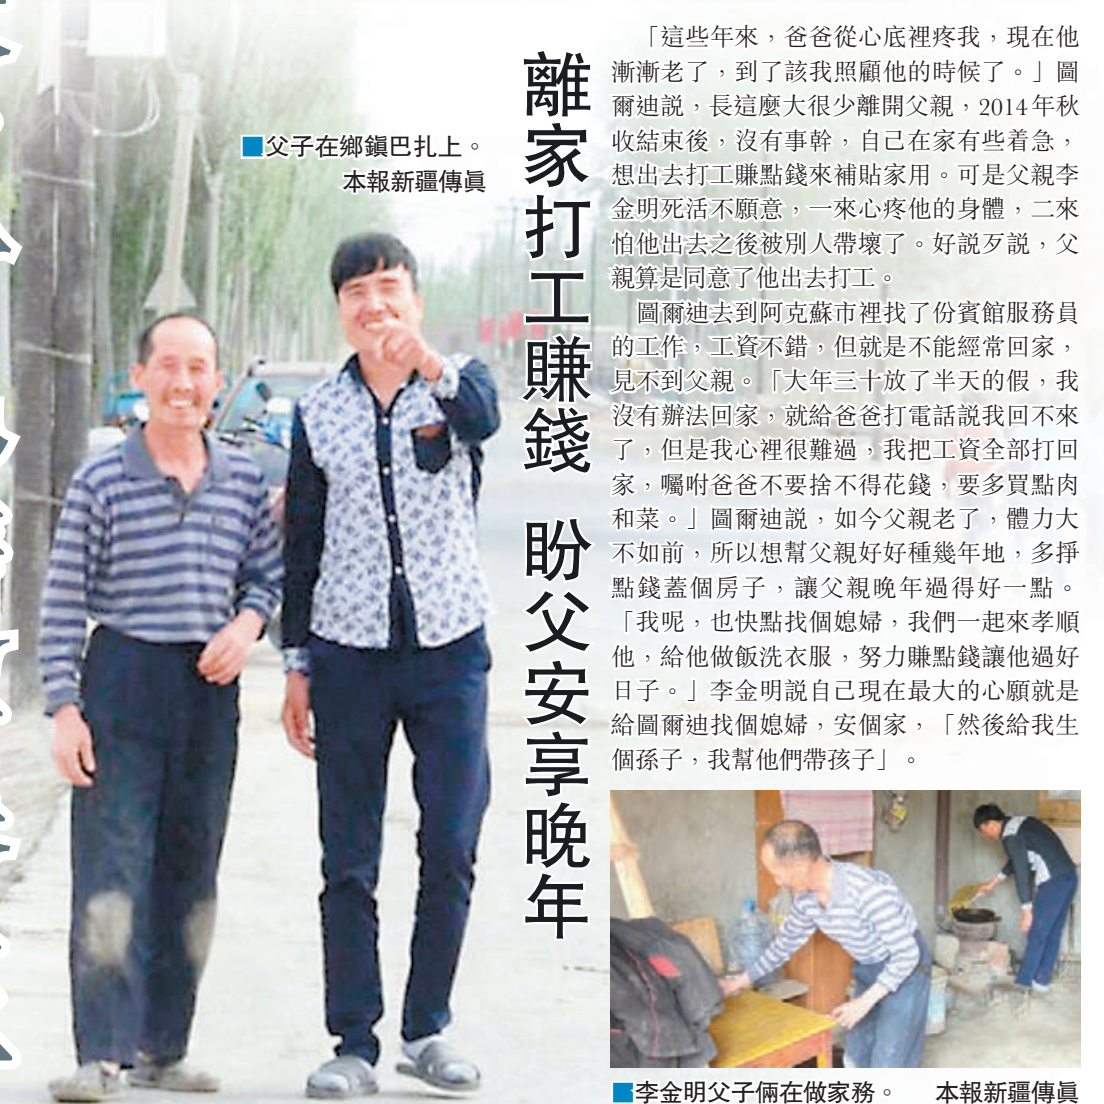 ■父子在鄉鎮巴扎上。
本報新疆傳真
離家打工賺錢 盼父安享晚年
「這些年來，爸爸從心底裡疼我，現在他
漸漸老了，到了該我照顧他的時候了。」圖
爾迪説，長這麼大很少離開父親，2014年秋
收結束後，沒有事幹，自己在家有些着急，
想出去打工賺點錢來補貼家用。可是父親李
金明死活不願意，一來心疼他的身體，二來
怕他出去之後被別人帶壞了。好説歹説，父
親算是同意了他出去打工。
圖爾迪去到阿克蘇市裡找了份賓館服務員
的工作，工資不錯，但就是不能經常回家，
見不到父親。「大年三十放了半天的假，我
沒有辦法回家，就給爸爸打電話説我回不來
了，但是我心裡很難過，我把工資全部打回
家，囑咐爸爸不要捨不得花錢，要多買點肉
和菜。」圖爾迪説，如今父親老了，體力大
不如前，所以想幫父親好好種幾年地，多掙
點錢蓋個房子，讓父親晚年過得好一點。
「我呢，也快點找個媳婦，我們一起來孝順
他，給他做飯洗衣服，努力賺點錢讓他過好
日子。」李金明説自己現在最大的心願就是
給圖爾迪找個媳婦，安個家，「然後給我生
個孫子，我幫他們帶孩子」。
■李金明父子倆在做家務。 本報新疆傳真